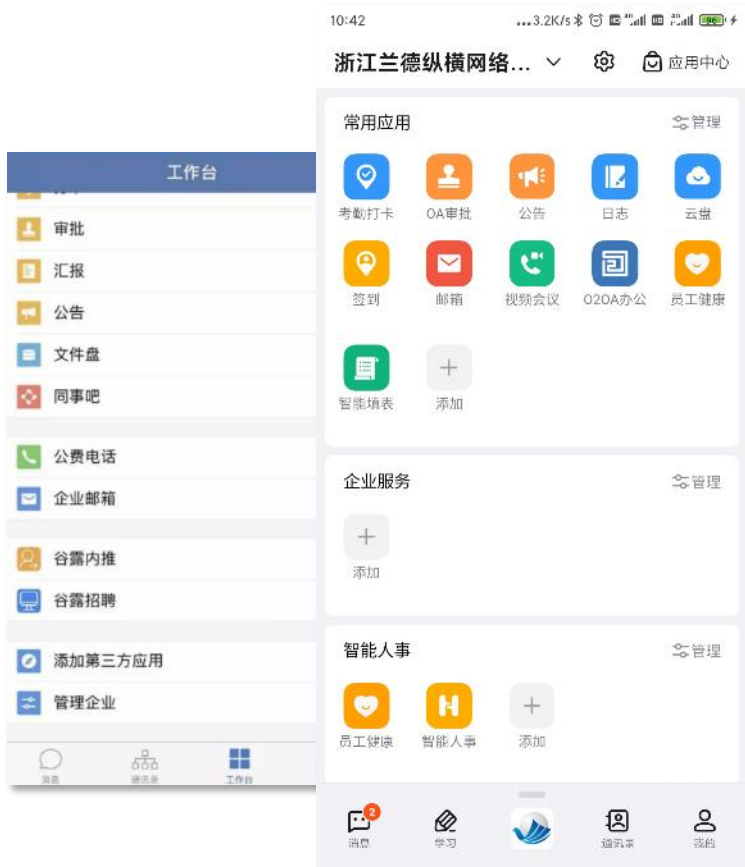 工作台
审批
汇报
公告
文件盘
同事吧
公费电话
企业邮箱
谷露内推
谷露招聘
添加第三方应用
管理企业
消息 通讯录 工作台
10:42 ...3.2K/s 96
浙江兰德纵横网络... 应用中心
常用应用 管理
考勤打卡 OA审批 公告 日志 云盘
签到 邮箱 视频会议 O2OA办公 员工健康
智能填表 添加
企业服务 管理
添加
智能人事 管理
员工健康 智能人事 添加
2
消息 学习 通讯录 我的